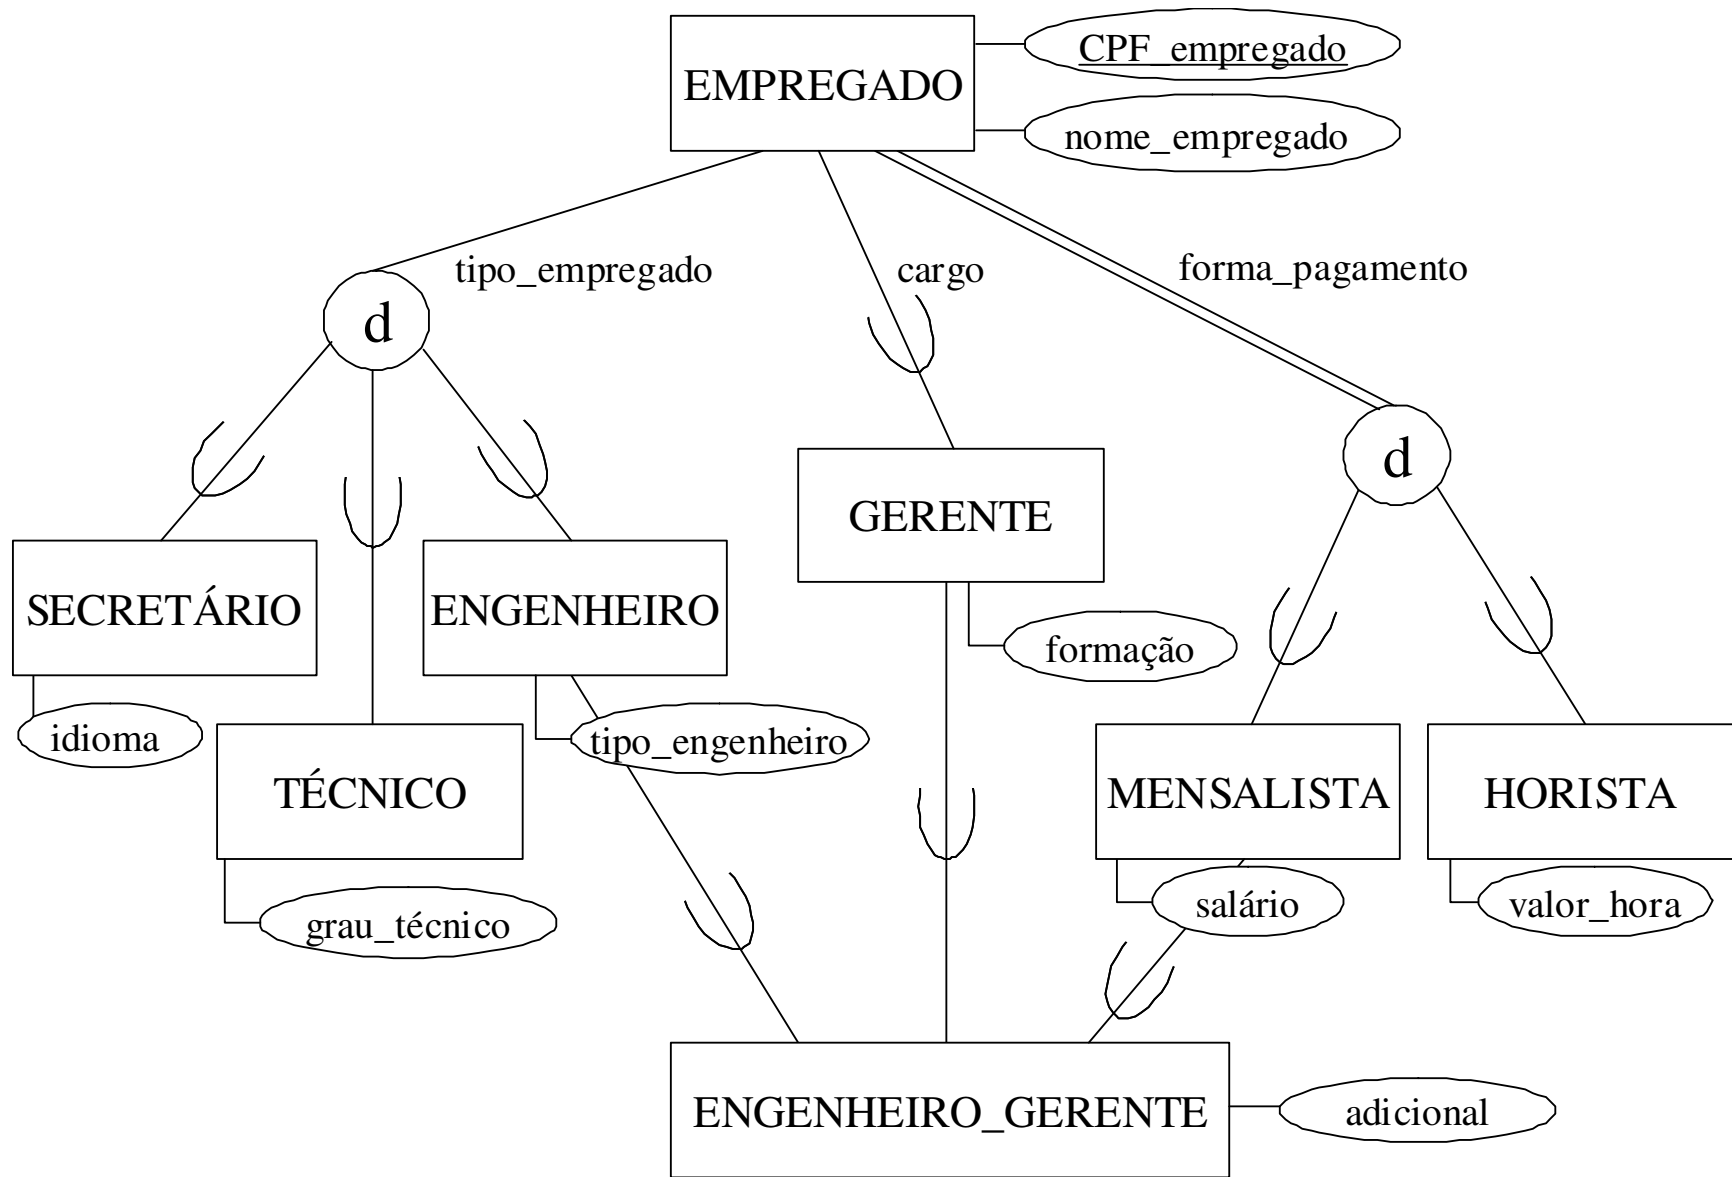 CPF_empregado
EMPREGADO
nome_empregado
tipo_empregado
cargo
forma_pagamento
d
d
GERENTE
SECRETÁRIO
ENGENHEIRO
formação
idioma
tipo_engenheiro
TÉCNICO
MENSALISTA
HORISTA
grau_técnico
salário
valor_hora
ENGENHEIRO_GERENTE
adicional